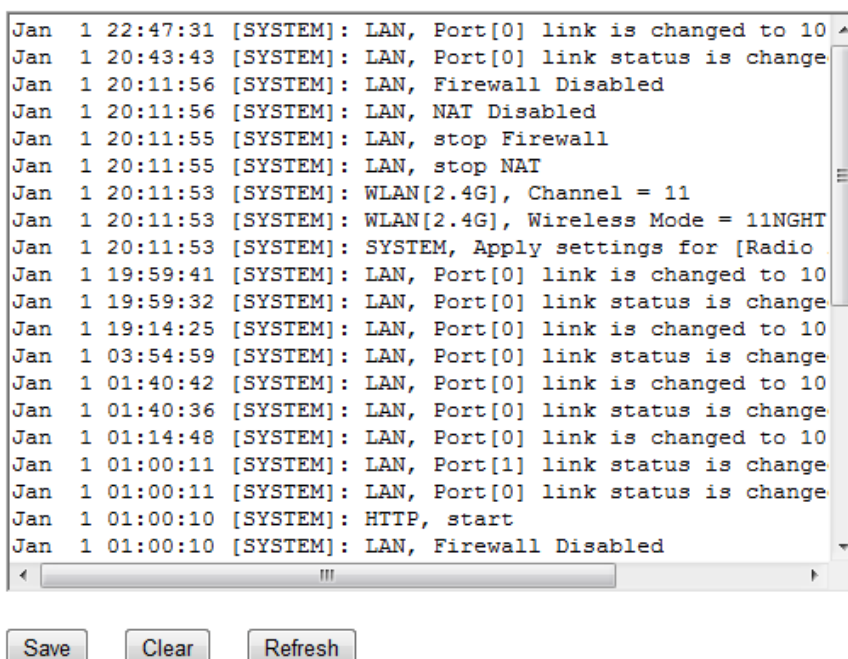 Jan  1 22:47:31 [SYSTEM]: LAN, Port[0] link is changed to 10
Jan  1 20:43:43 [SYSTEM]: LAN, Port[0] link status is change
Jan  1 20:11:56 [SYSTEM]: LAN, Firewall Disabled
Jan  1 20:11:56 [SYSTEM]: LAN, NAT Disabled
Jan  1 20:11:55 [SYSTEM]: LAN, stop Firewall
Jan  1 20:11:55 [SYSTEM]: LAN, stop NAT
Jan  1 20:11:53 [SYSTEM]: WLAN[2.4G], Channel = 11
Jan  1 20:11:53 [SYSTEM]: WLAN[2.4G], Wireless Mode = 11NGHT
Jan  1 20:11:53 [SYSTEM]: SYSTEM, Apply settings for [Radio
Jan  1 19:59:41 [SYSTEM]: LAN, Port[0] link is changed to 10
Jan  1 19:59:32 [SYSTEM]: LAN, Port[0] link status is change
Jan  1 19:14:25 [SYSTEM]: LAN, Port[0] link is changed to 10
Jan  1 03:54:59 [SYSTEM]: LAN, Port[0] link status is change
Jan  1 01:40:42 [SYSTEM]: LAN, Port[0] link is changed to 10
Jan  1 01:40:36 [SYSTEM]: LAN, Port[0] link status is change
Jan  1 01:14:48 [SYSTEM]: LAN, Port[0] link is changed to 10
Jan  1 01:00:11 [SYSTEM]: LAN, Port[1] link status is change
Jan  1 01:00:11 [SYSTEM]: LAN, Port[0] link status is change
Jan  1 01:00:10 [SYSTEM]: HTTP, start
Jan  1 01:00:10 [SYSTEM]: LAN, Firewall Disabled
Save Clear Refresh